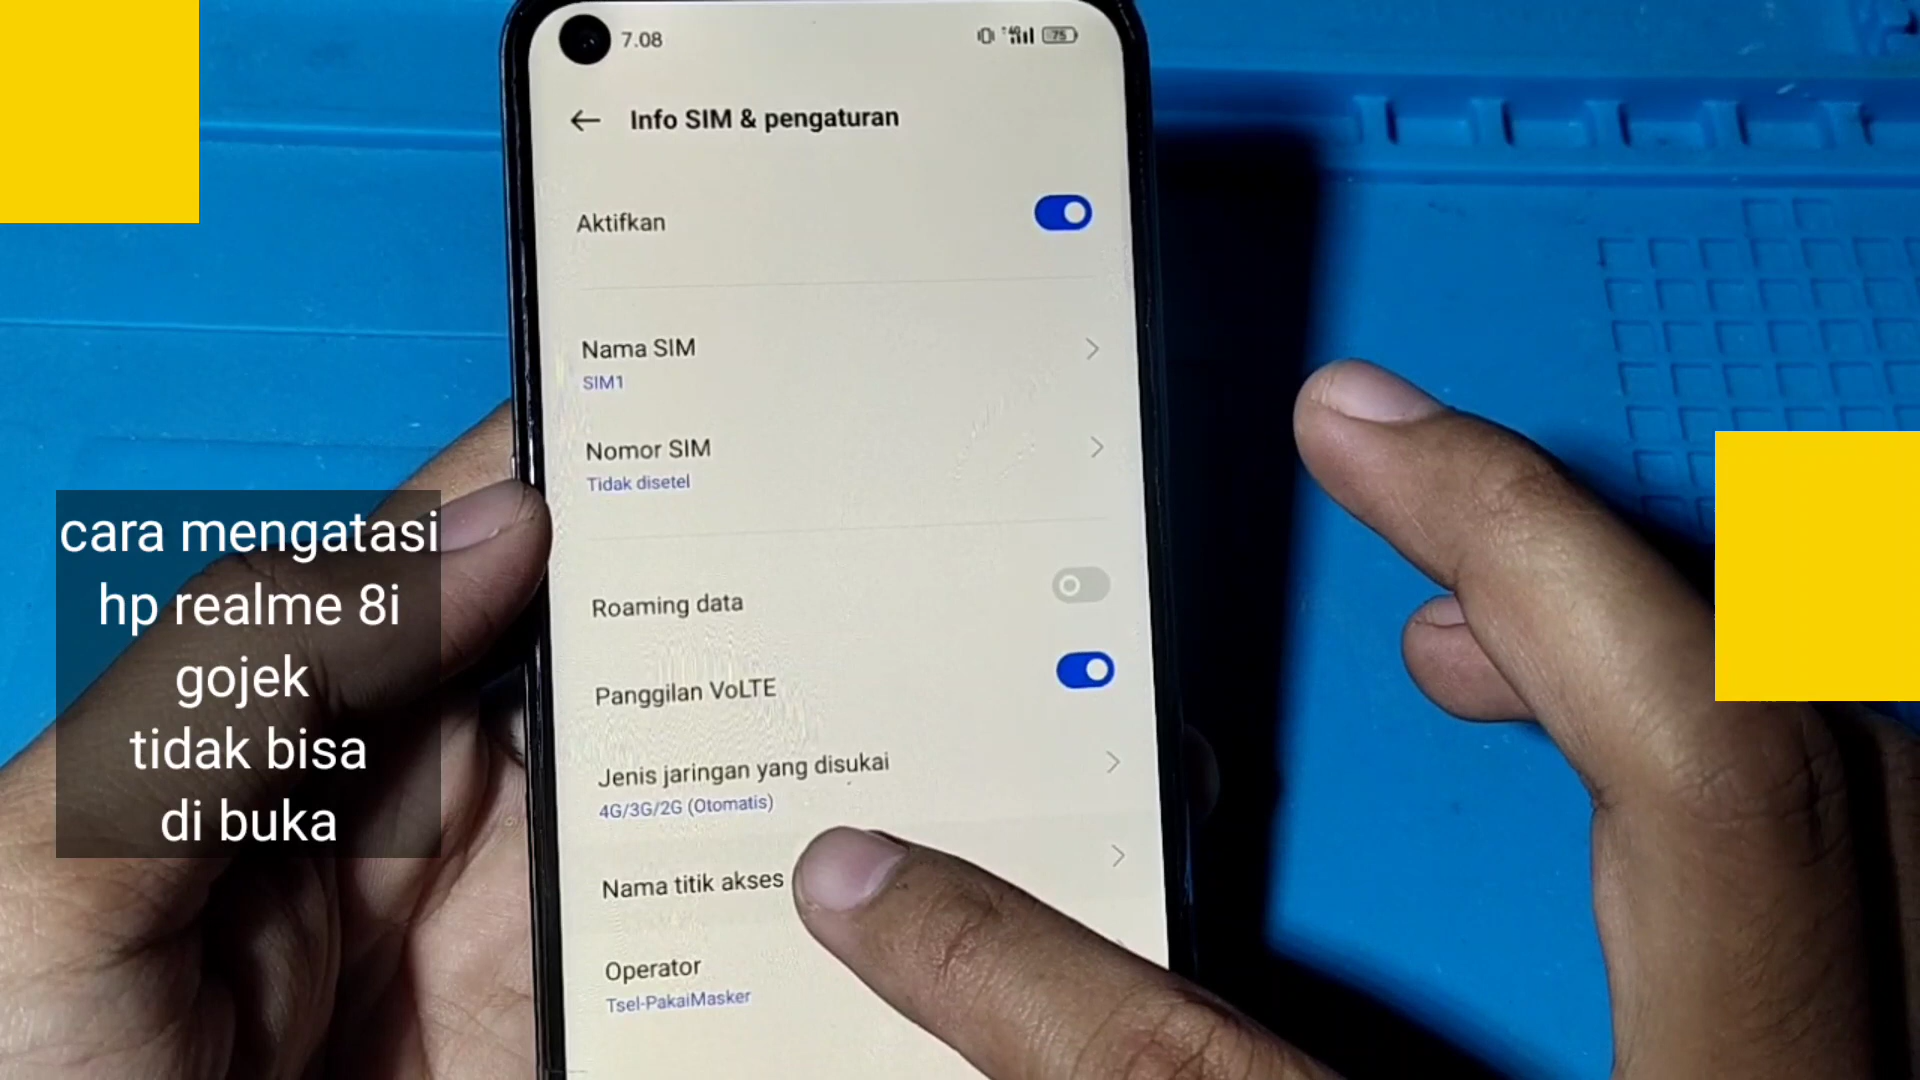 7.08
4G
75
Info SIM & pengaturan
Aktifkan
Nama SIM
SIM1
Nomor SIM
Tidak disetel
Roaming data
Panggilan VoLTE
Jenis jaringan yang disukai
4G/3G/2G (Otomatis)
Nama titik akses
Operator
Tsel-PakaiMasker
cara mengatasi
hp realme 8i
gojek
tidak bisa
di buka